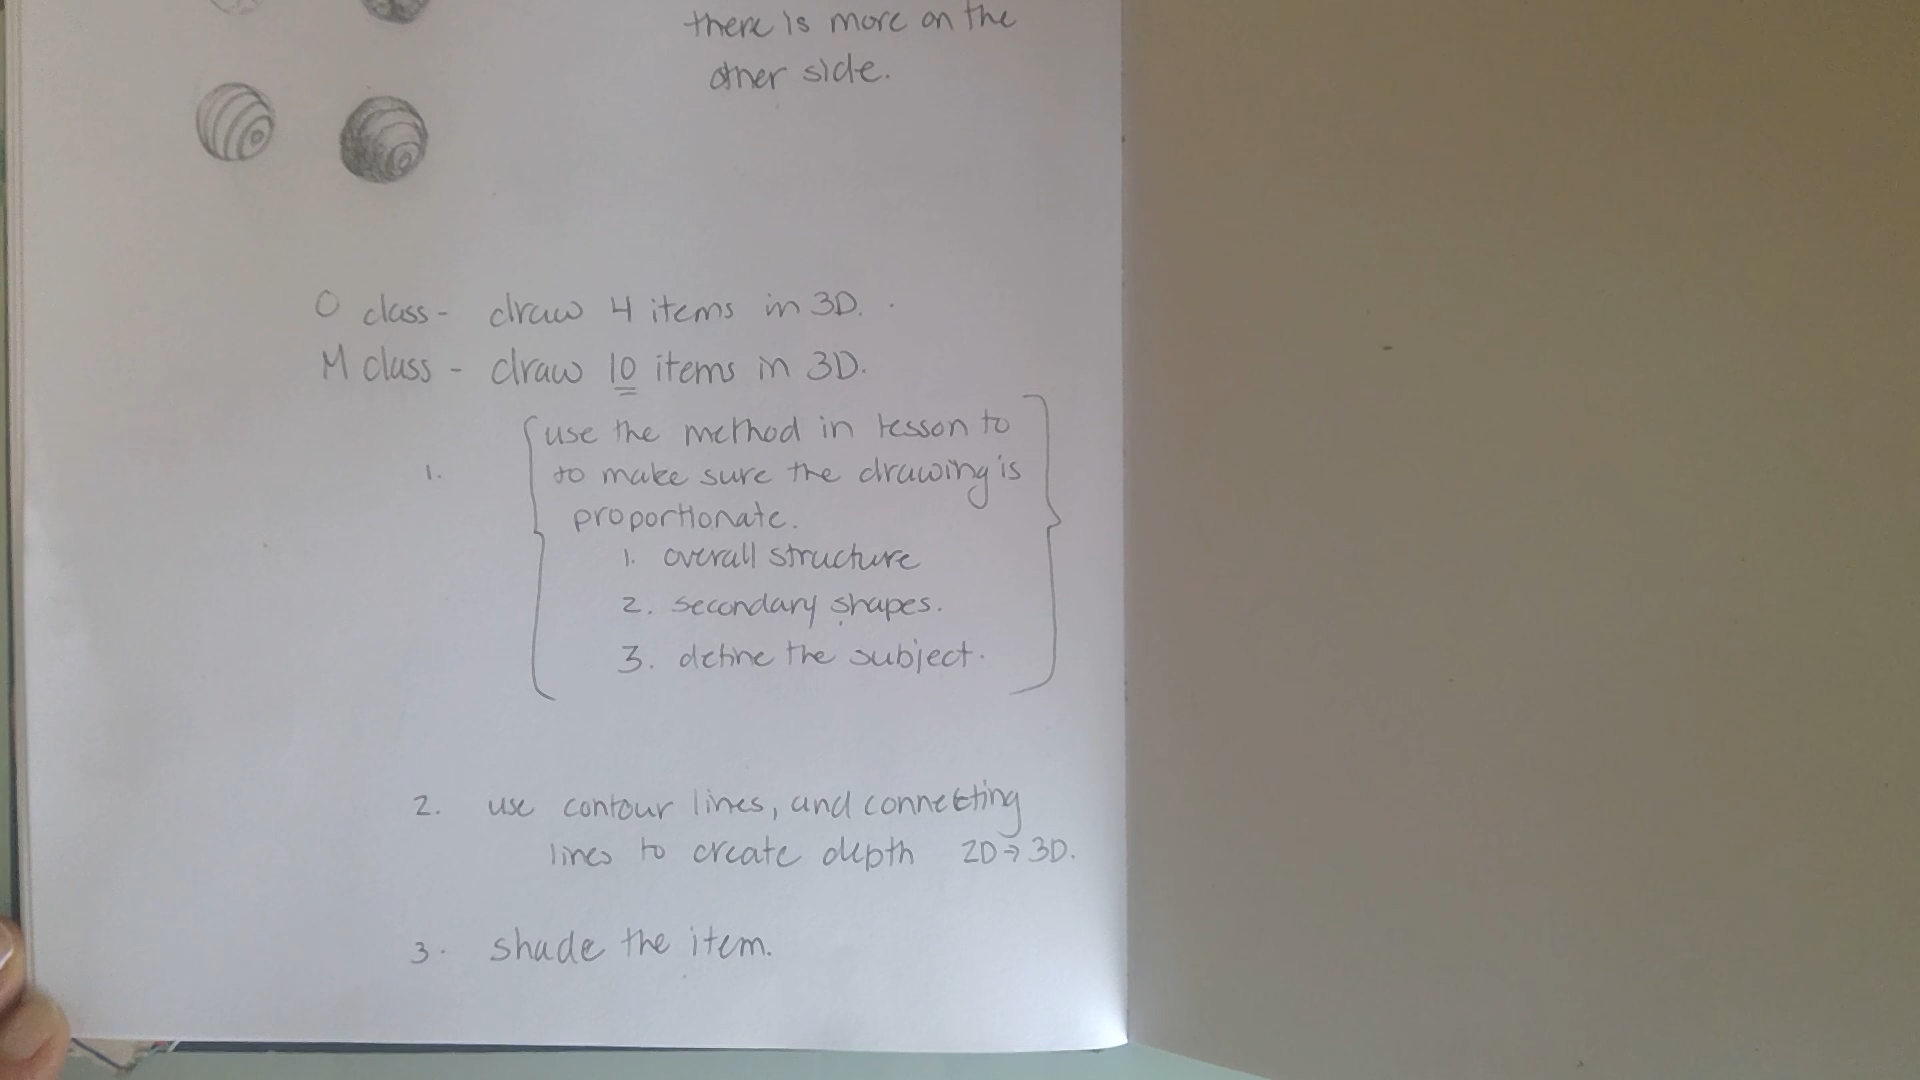 there is more on the
other side.
O class - draw 4 items in 3D.
M class - draw 10 items in 3D.
use the method in lesson to
1. to make sure the drawing is
proportionate.
1. overall structure
2. secondary shapes.
3. define the subject.
2. use contour lines, and connecting
lines to create depth 2D → 3D.
3. shade the item.